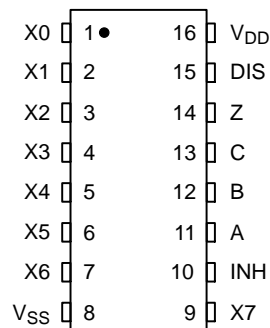 X0 1 16 VDD
X1 2 15 DIS
X2 3 14 Z
X3 4 13 C
X4 5 12 B
X5 6 11 A
X6 7 10 INH
VSS 8 9 X7